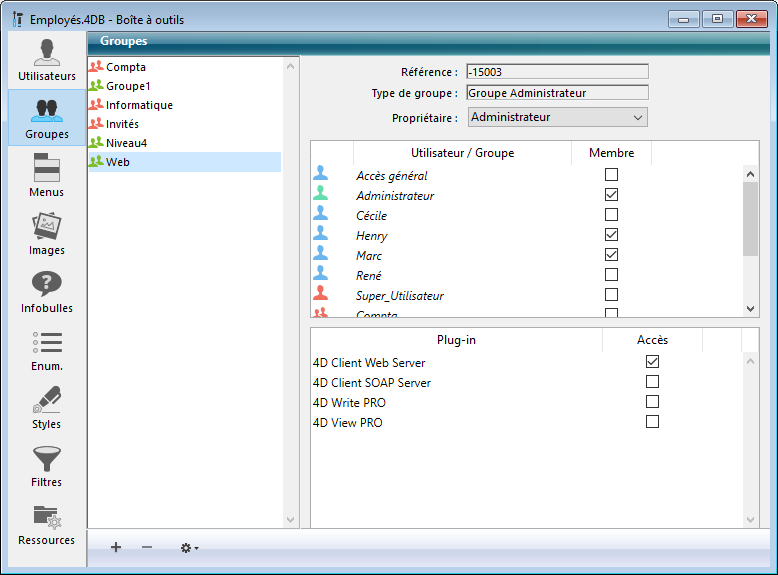 Employés.4DB - Boîte à outils
Utilisateurs
Groupes
Menus
Images
Infobulles
Enum.
Styles
Filtres
Ressources
Groupes
Compta
Groupe1
Informatique
Invités
Niveau4
Web
Référence : -15003
Type de groupe : Groupe Administrateur
Propriétaire : Administrateur
Utilisateur / Groupe Membre
Accès général
Administrateur
Cécile
Henry
Marc
René
Super_Utilisateur
Compta
Plug-in Accès
4D Client Web Server
4D Client SOAP Server
4D Write PRO
4D View PRO